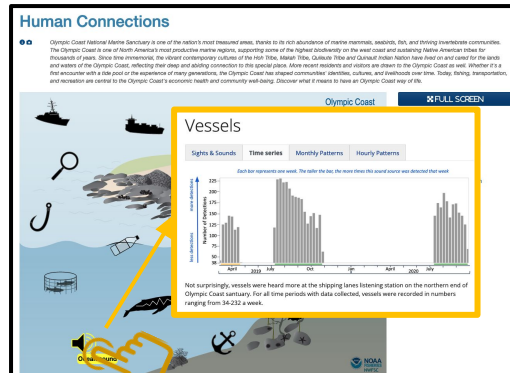 Human Connections
Olympic Coast National Marine Sanctuary is one of the nation's most treasured areas, thanks to its rich abundance of marine mammals, seabirds, fish, and thriving invertebrate communities.
The Olympic Coast is one of North America's most productive marine regions, supporting some of the highest biodiversity on the west coast and sustaining Native American tribes for
thousands of years. Since time immemorial, the vibrant contemporary cultures of the Hoh Tribe, Makah Tribe, Quileute Tribe and Quinault Indian Nation have lived on and cared for the lands
and waters of the Olympic Coast, reflecting their deep and abiding connection to this special place. More recent residents and visitors are drawn to the Olympic Coast as well. Whether it's a
first encounter with a tide pool or the experience of many generations, the Olympic Coast has shaped communities' identities, cultures, and livelihoods over time. Today, fishing, transportation,
and recreation are central to the Olympic Coast's economic health and community well-being. Discover what it means to have an Olympic Coast way of life.
Olympic Coast
FULL SCREEN
Vessels
Sights & Sounds Time series Monthly Patterns Hourly Patterns
Each bar represents one week. The taller the bar, the more times this sound source was detected that week
more detections
less detections
Number of Detections
225
200
175
150
125
100
75
50
38
April July Oct Jan April July
2019 2020
Not surprisingly, vessels were heard more at the shipping lanes listening station on the northern end of
Olympic Coast santuary. For all time periods with data collected, vessels were recorded in numbers
ranging from 34-232 a week.
NOAA
FISHERIES